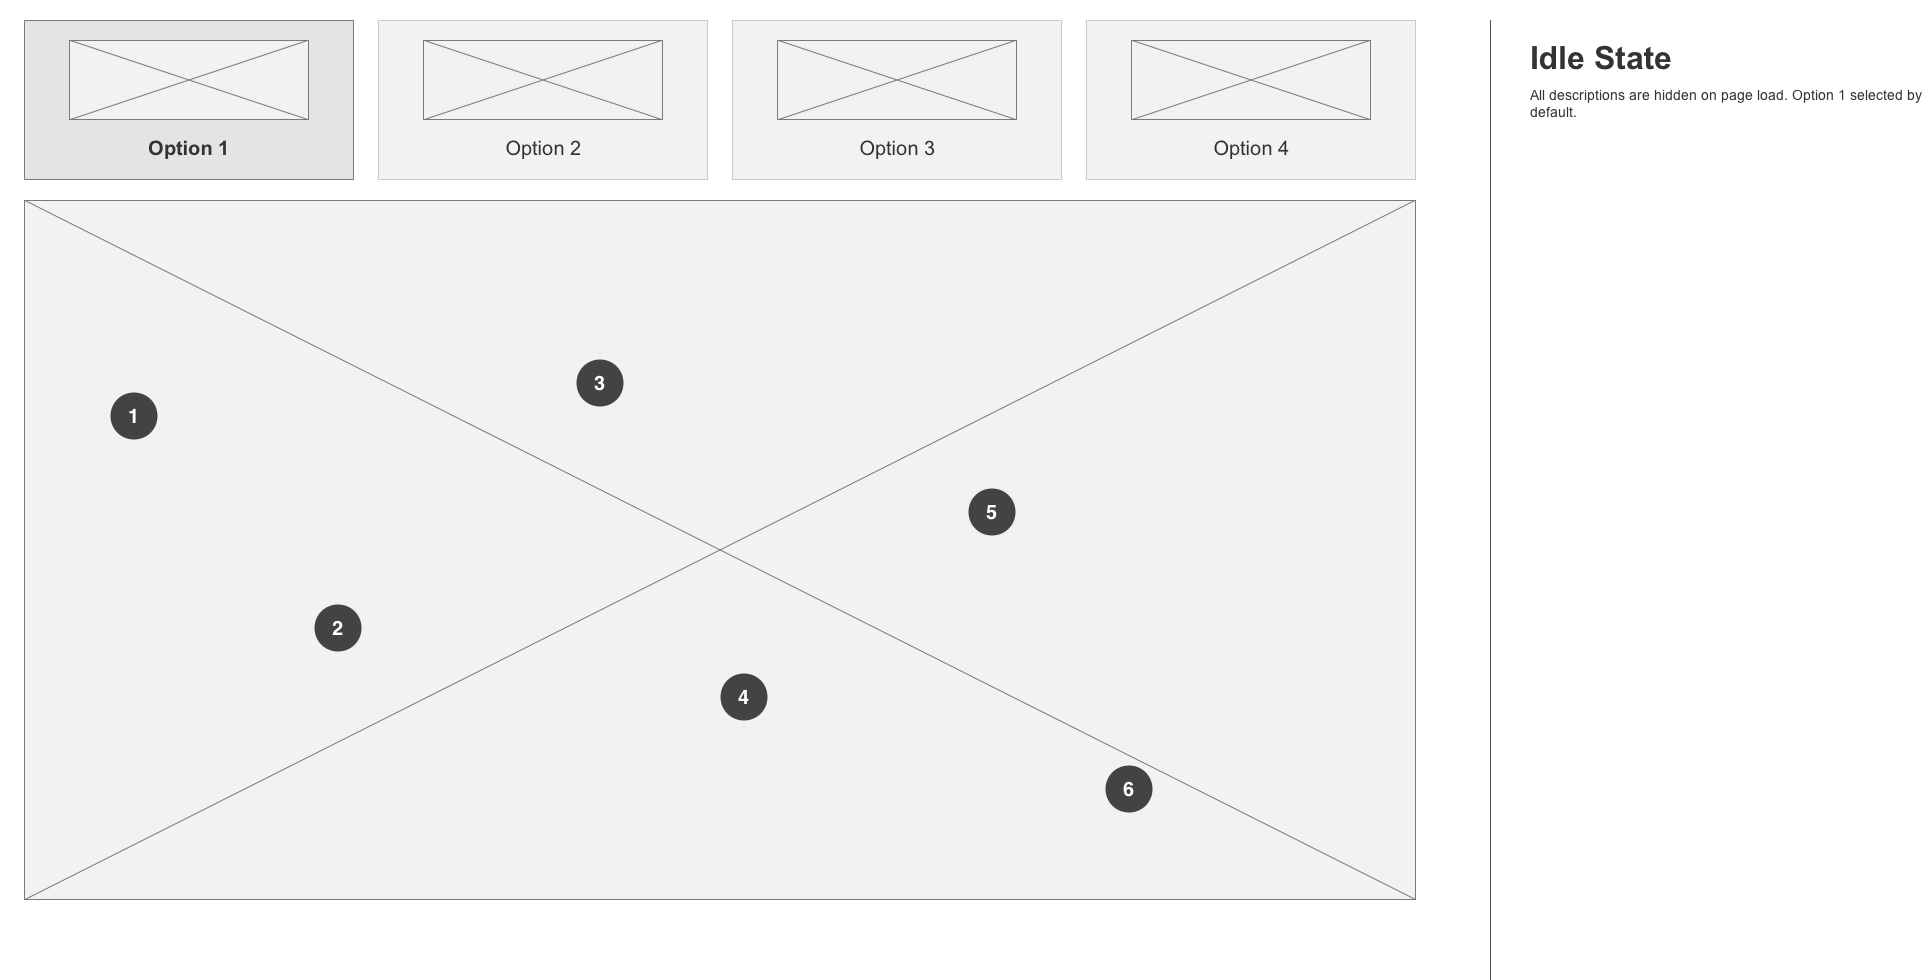 Option 1
Option 2
Option 3
Option 4
Idle State
All descriptions are hidden on page load. Option 1 selected by
default.
3
1
5
2
4
6